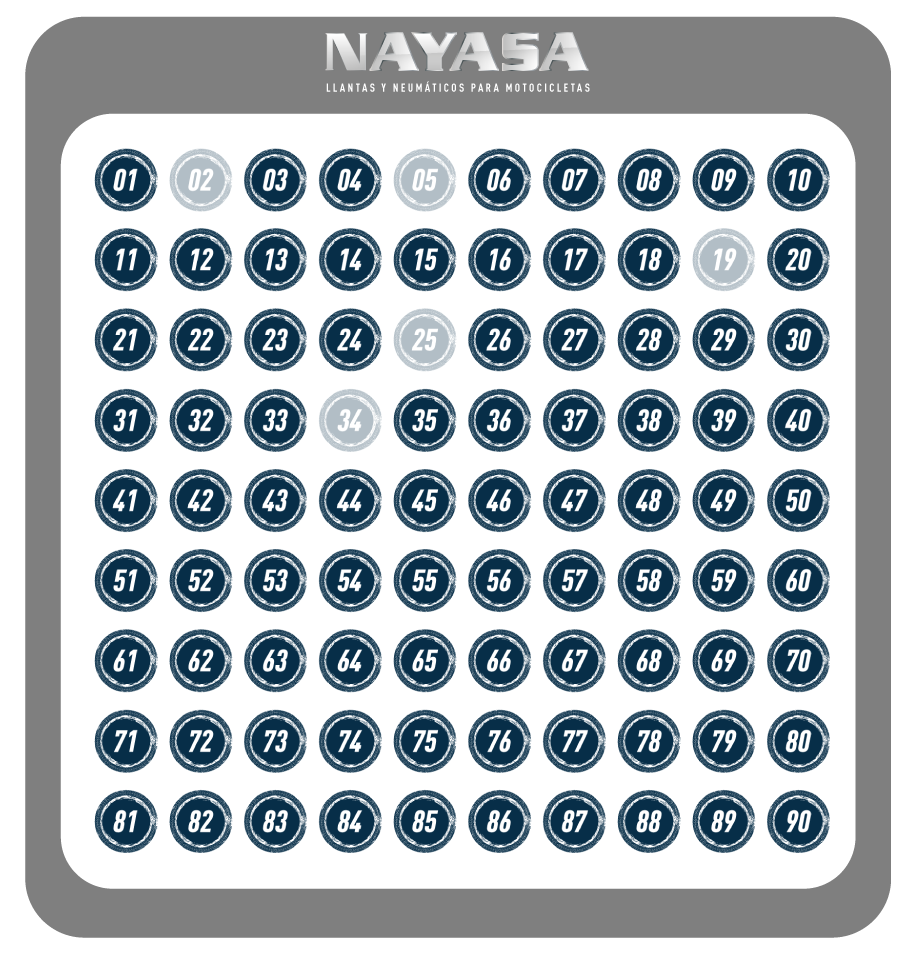 NAYASA
LLANTAS Y NEUMÁTICOS PARA MOTOCICLETAS
01 02 03 04 05 06 07 08 09 10
11 12 13 14 15 16 17 18 19 20
21 22 23 24 25 26 27 28 29 30
31 32 33 34 35 36 37 38 39 40
41 42 43 44 45 46 47 48 49 50
51 52 53 54 55 56 57 58 59 60
61 62 63 64 65 66 67 68 69 70
71 72 73 74 75 76 77 78 79 80
81 82 83 84 85 86 87 88 89 90